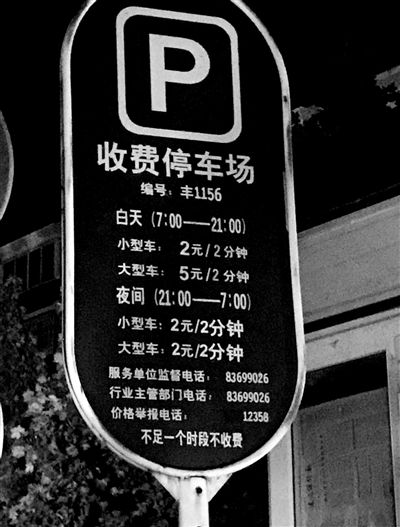 P
收费停车场
编号：丰1156
白天（7:00——21:00）
小型车： 2元/2分钟
大型车： 5元/2分钟
夜间（21:00——7:00）
小型车：2元/2分钟
大型车：2元/2分钟
服务单位监督电话： 83699026
行业主管部门电话： 83699026
价格举报电话： 12358
不足一个时段不收费